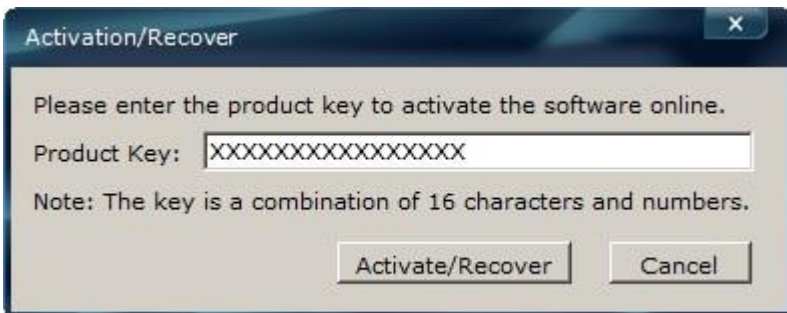 Activation/Recover
Please enter the product key to activate the software online.
Product Key: XXXXXXXXXXXXXXXX
Note: The key is a combination of 16 characters and numbers.
Activate/Recover Cancel